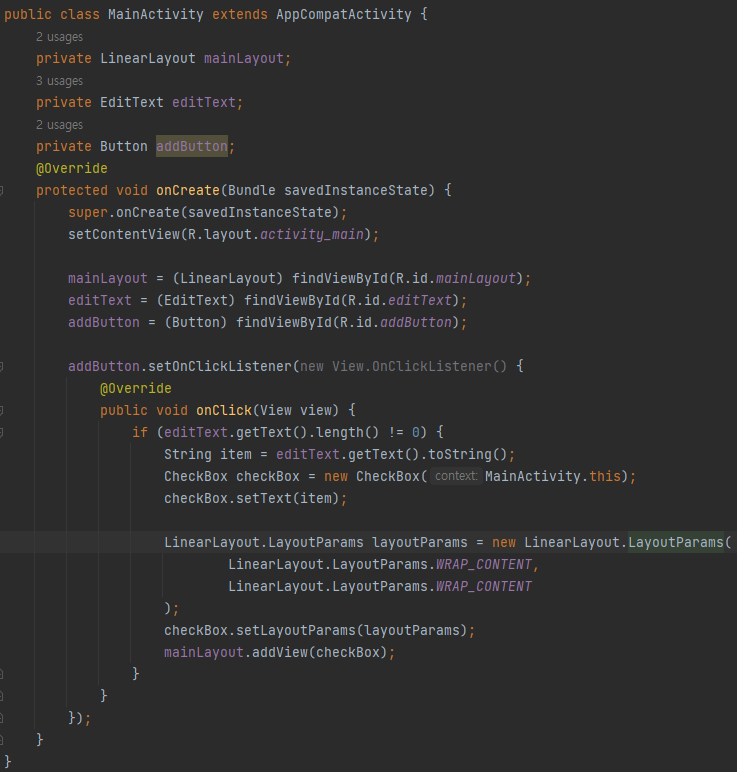 public class MainActivity extends AppCompatActivity {
2 usages
private LinearLayout mainLayout;
3 usages
private EditText editText;
2 usages
private Button addButton;
@Override
protected void onCreate(Bundle savedInstanceState) {
super.onCreate(savedInstanceState);
setContentView(R.layout.activity_main);
mainLayout = (LinearLayout) findViewById(R.id.mainLayout);
editText = (EditText) findViewById(R.id.editText);
addButton = (Button) findViewById(R.id.addButton);
addButton.setOnClickListener(new View.OnClickListener() {
@Override
public void onClick(View view) {
if (editText.getText().length() != 0) {
String item = editText.getText().toString();
CheckBox checkBox = new CheckBox( context: MainActivity.this);
checkBox.setText(item);
LinearLayout.LayoutParams layoutParams = new LinearLayout.LayoutParams(
LinearLayout.LayoutParams.WRAP_CONTENT,
LinearLayout.LayoutParams.WRAP_CONTENT
);
checkBox.setLayoutParams(layoutParams);
mainLayout.addView(checkBox);
}
}
});
}
}